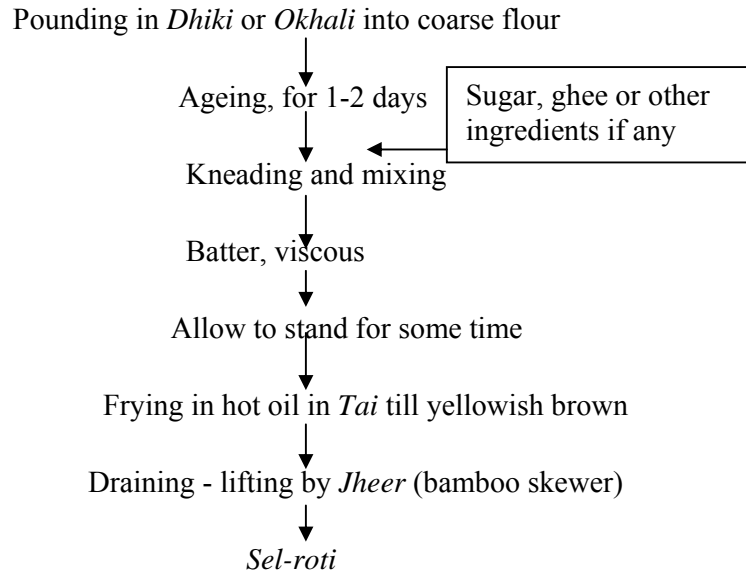 Pounding in Dhiki or Okhali into coarse flour
Ageing, for 1-2 days
Sugar, ghee or other
ingredients if any
Kneading and mixing
Batter, viscous
Allow to stand for some time
Frying in hot oil in Tai till yellowish brown
Draining - lifting by Jheer (bamboo skewer)
Sel-roti